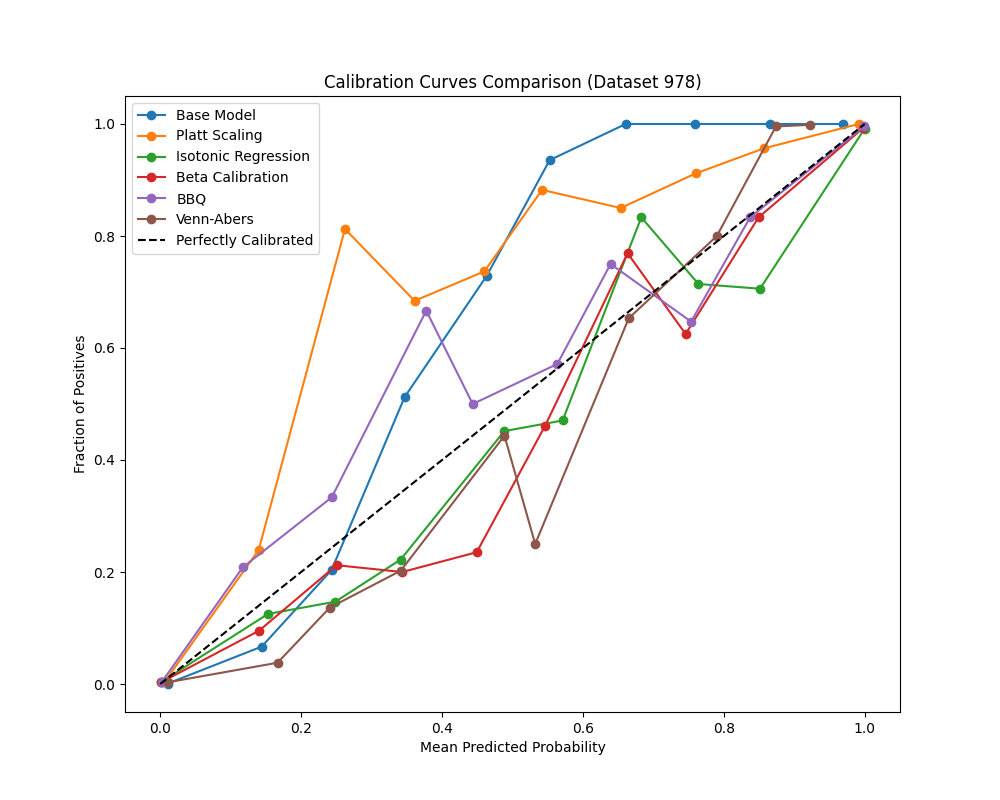 Calibration Curves Comparison (Dataset 978)
Base Model
Platt Scaling
Isotonic Regression
Beta Calibration
BBQ
Venn-Abers
Perfectly Calibrated
Fraction of Positives
1.0
0.8
0.6
0.4
0.2
0.0
0.0 0.2 0.4 0.6 0.8 1.0
Mean Predicted Probability